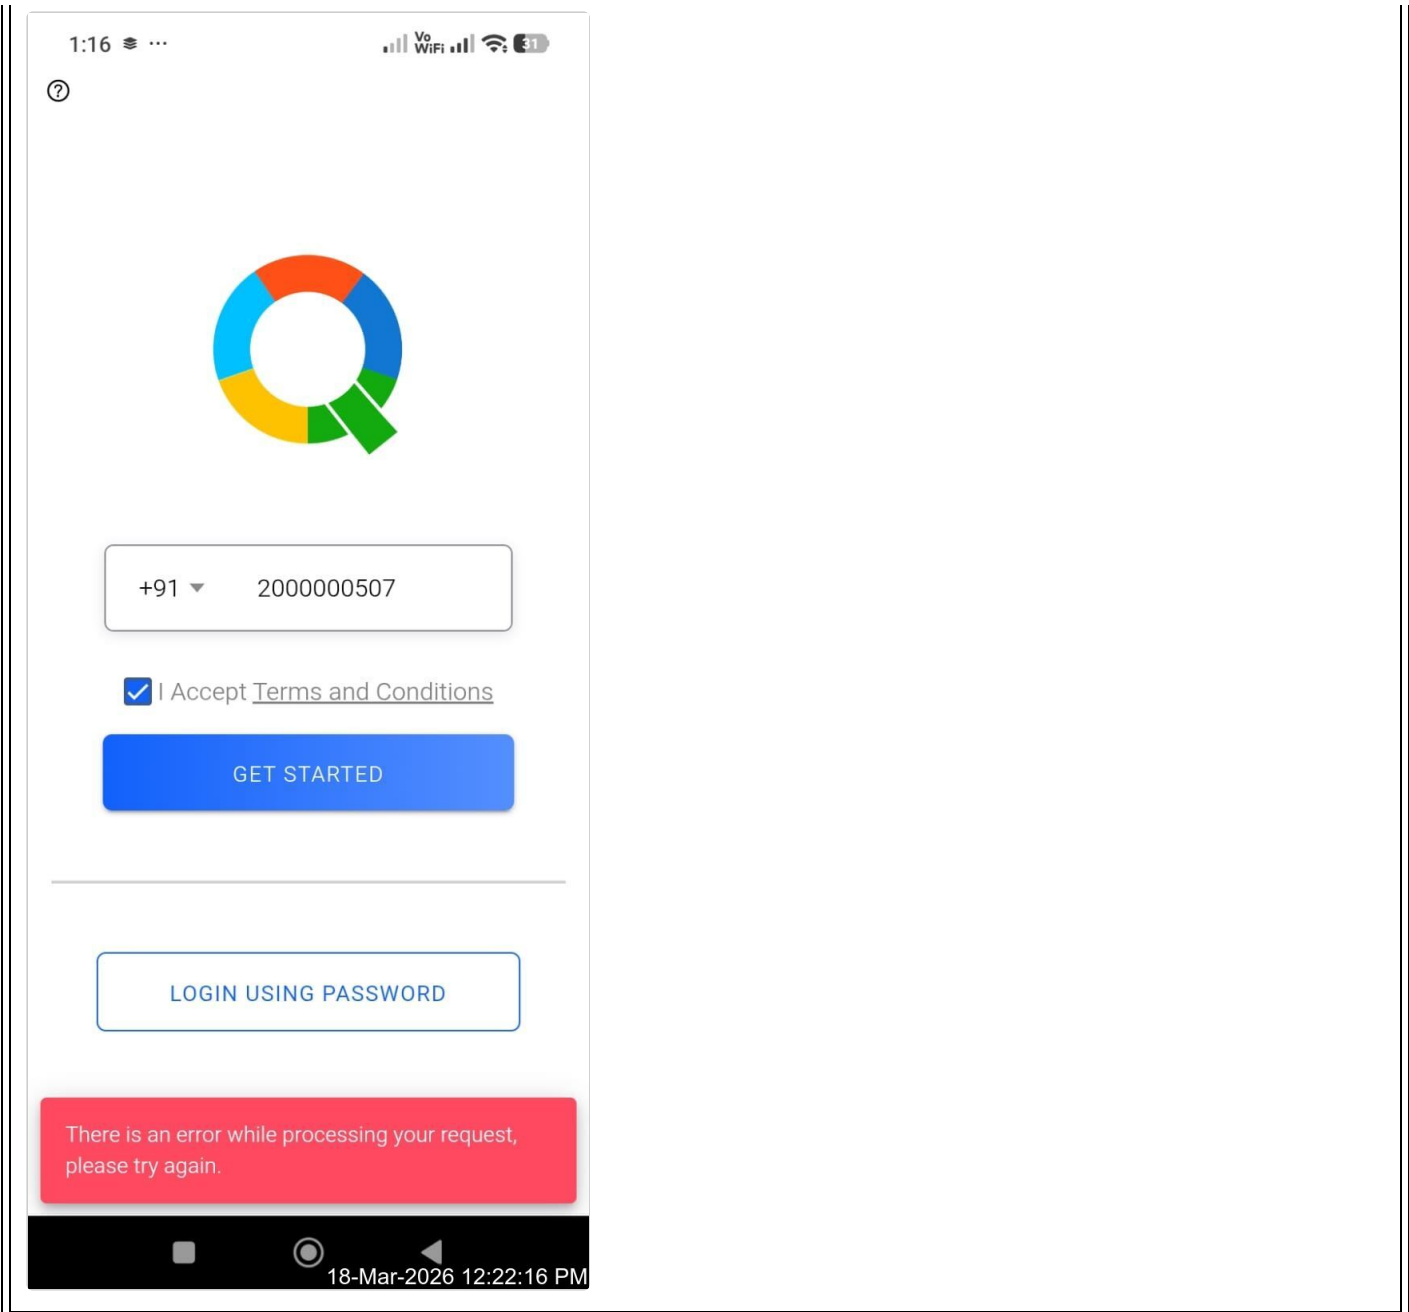 1:16 ...
Vo
WiFi
31
?
+91 2000000507
I Accept Terms and Conditions
GET STARTED
LOGIN USING PASSWORD
There is an error while processing your request,
please try again.
18-Mar-2026 12:22:16 PM